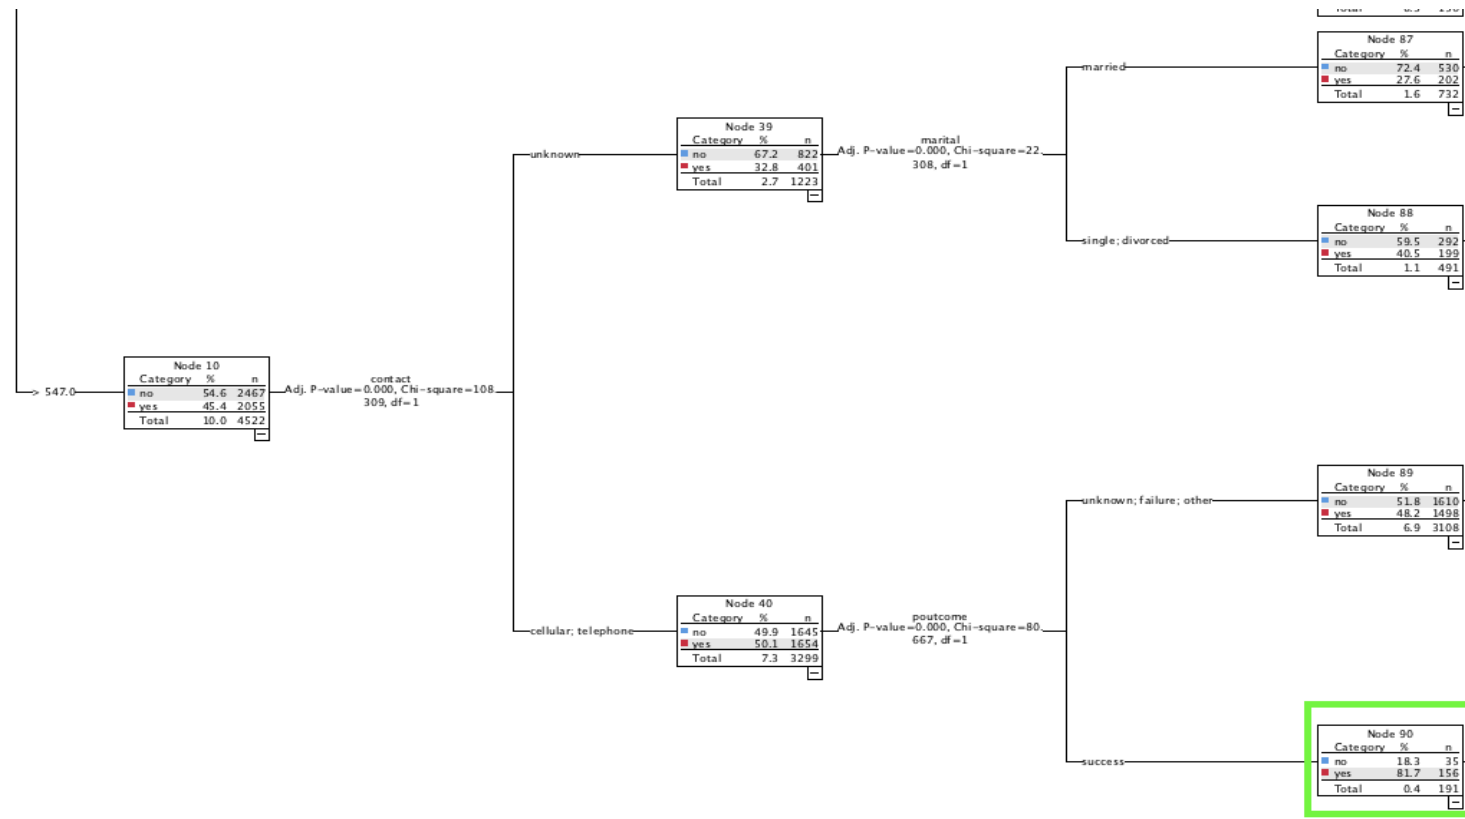 Node 87
Category % n
no 72.4 530
yes 27.6 202
Total 1.6 732
married
Node 39
Category % n
no 67.2 822
yes 32.8 401
Total 2.7 1223
unknown
marital
Adj. P-value=0.000, Chi-square=22.
308, df=1
Node 88
Category % n
no 59.5 292
yes 40.5 199
Total 1.1 491
single; divorced
> 547.0
Node 10
Category % n
no 54.6 2467
yes 45.4 2055
Total 10.0 4522
contact
Adj. P-value=0.000, Chi-square=108.
309, df=1
Node 89
Category % n
no 51.8 1610
yes 48.2 1498
Total 6.9 3108
unknown; failure; other
cellular; telephone
Node 40
Category % n
no 49.9 1645
yes 50.1 1654
Total 7.3 3299
poutcome
Adj. P-value=0.000, Chi-square=80.
667, df=1
success
Node 90
Category % n
no 18.3 35
yes 81.7 156
Total 0.4 191